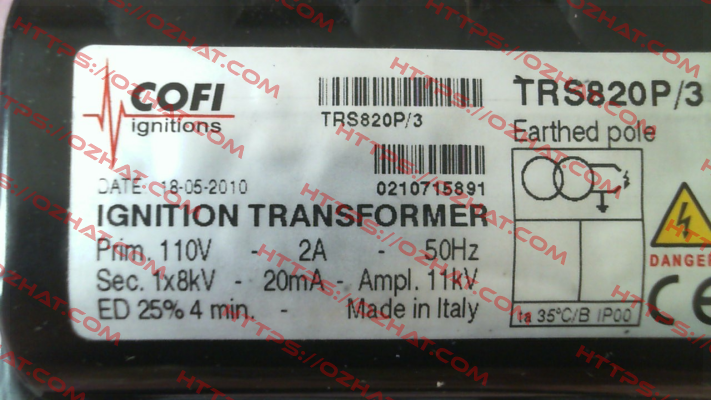 COFI
ignitions
TRS820P/3
TRS820P/3
Earthed pole
DATE: 18-05-2010
0210715891
IGNITION TRANSFORMER
Prim. 110V - 2A - 50Hz
Sec. 1x8kV - 20mA - Ampl. 11kV
ED 25% 4 min. - Made in Italy
ta 35°C/B IP00
DANGER
CE
HTTPS://OZHAT.COM